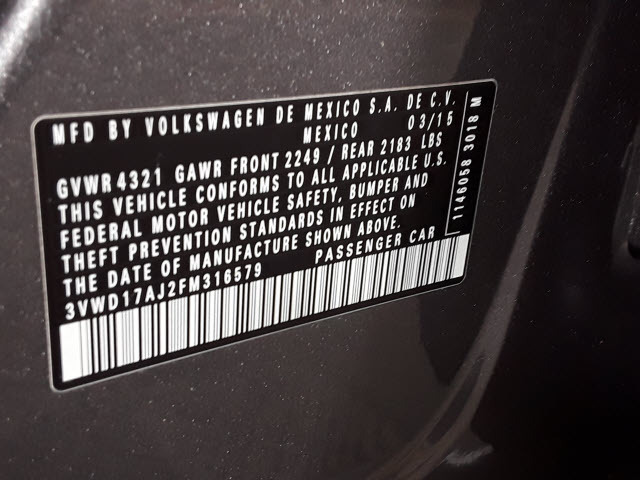 MFD BY VOLKSWAGEN DE MEXICO S.A. DE C.V.
MEXICO 03/15
GVWR 4321 GAWR FRONT 2249 / REAR 2183 LBS
THIS VEHICLE CONFORMS TO ALL APPLICABLE U.S.
FEDERAL MOTOR VEHICLE SAFETY, BUMPER AND
THEFT PREVENTION STANDARDS IN EFFECT ON
THE DATE OF MANUFACTURE SHOWN ABOVE.
3VWD17AJ2FM316579 PASSENGER CAR
1146058 3018 M